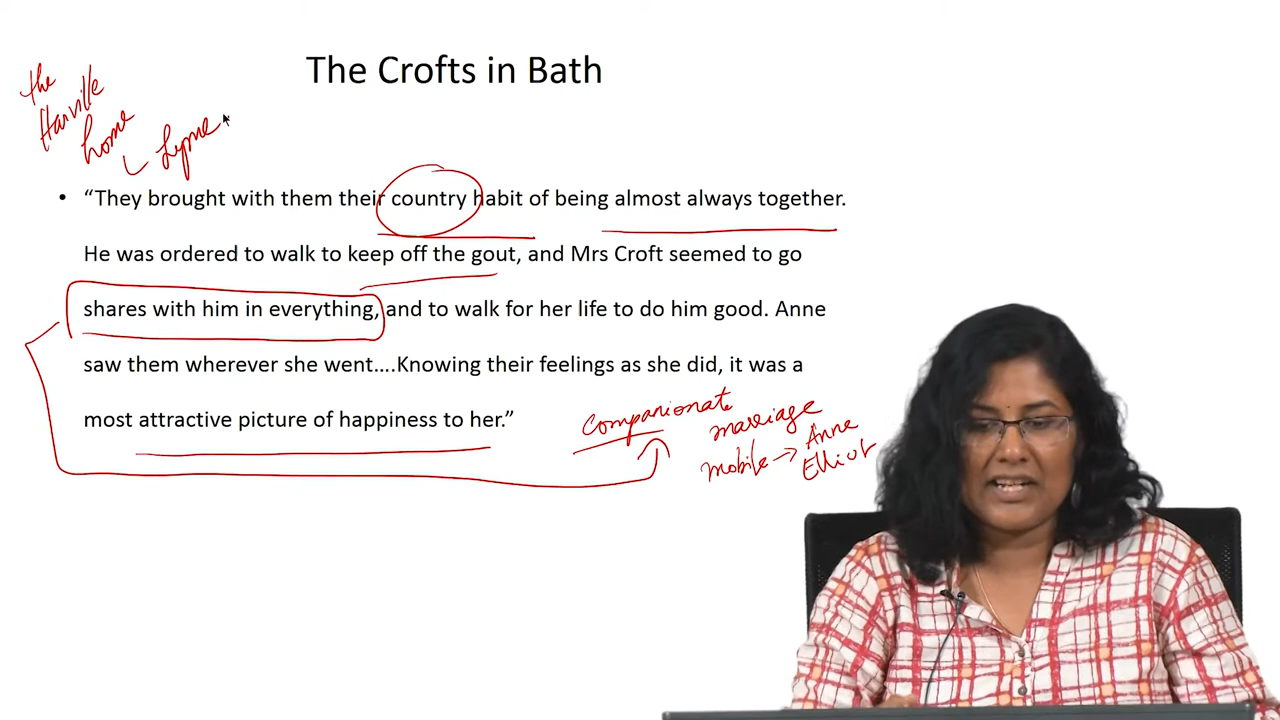 The Crofts in Bath
the
Harville
home
Lyme
• “They brought with them their country habit of being almost always together.
He was ordered to walk to keep off the gout, and Mrs Croft seemed to go
shares with him in everything, and to walk for her life to do him good. Anne
saw them wherever she went....Knowing their feelings as she did, it was a
most attractive picture of happiness to her.”
Companionate
marriage
mobile → Anne
Elliot